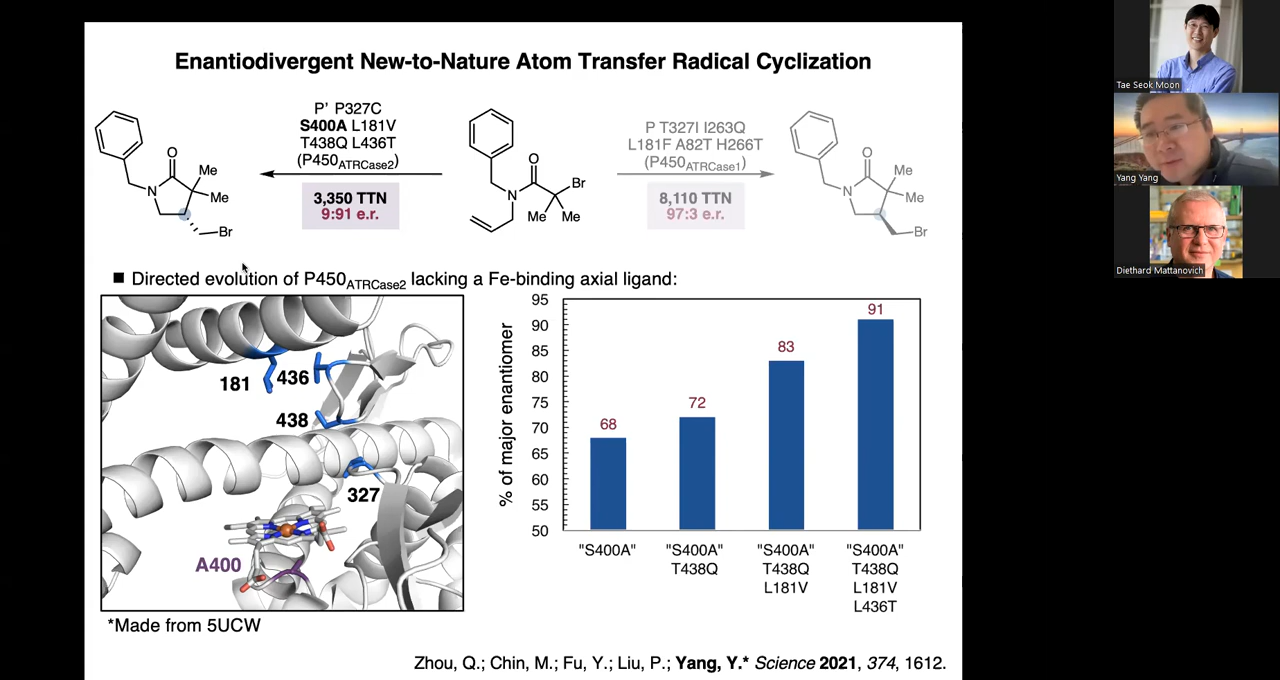 Enantiodivergent New-to-Nature Atom Transfer Radical Cyclization
P' P327C
S400A L181V
T438Q L436T
(P450ATRCase2)
3,350 TTN
9:91 e.r.
P T327I I263Q
L181F A82T H266T
(P450ATRCase1)
8,110 TTN
97:3 e.r.
O
N
Me
Me
Br
N
O
Br
Me Me
O
N
Me
Me
Br
■ Directed evolution of P450ATRCase2 lacking a Fe-binding axial ligand:
181
436
438
327
A400
*Made from 5UCW
% of major enantiomer
95
90
85
80
75
70
65
60
55
50
68
72
83
91
"S400A"
"S400A"
T438Q
"S400A"
T438Q
L181V
"S400A"
T438Q
L181V
L436T
Zhou, Q.; Chin, M.; Fu, Y.; Liu, P.; Yang, Y.* Science 2021, 374, 1612.
Tae Seok Moon
Yang Yang
Diethard Mattanovich